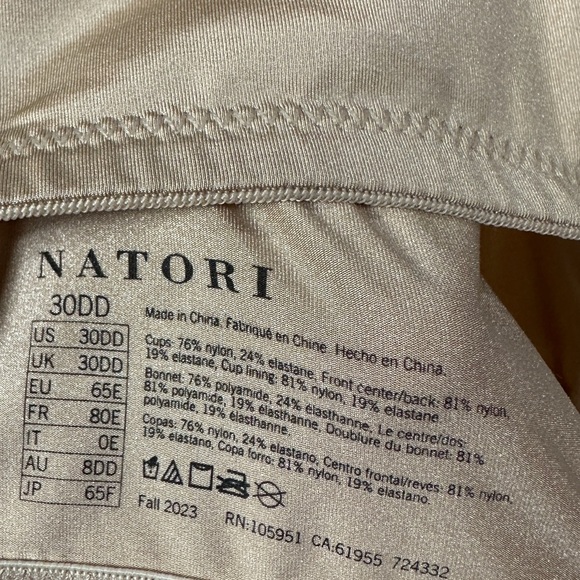 NATORI
30DD
US 30DD
UK 30DD
EU 65E
FR 80E
IT 0E
AU 8DD
JP 65F
Made in China. Fabriqué en Chine. Hecho en China.
Cups: 76% nylon, 24% elastane, Front center/back: 81% nylon,
19% elastane, Cup lining: 81% nylon, 19% elastane
Bonnet: 76% polyamide, 24% élasthanne, Le centre/dos:
81% polyamide, 19% élasthanne, Doublure du bonnet: 81%
polyamide, 19% élasthanne.
Copas: 76% nylon, 24% elastano, Centro frontal/revés: 81% nylon,
19% elastano, Copa forro: 81% nylon, 19% elastano.
Fall 2023 RN:105951 CA:61955 724332